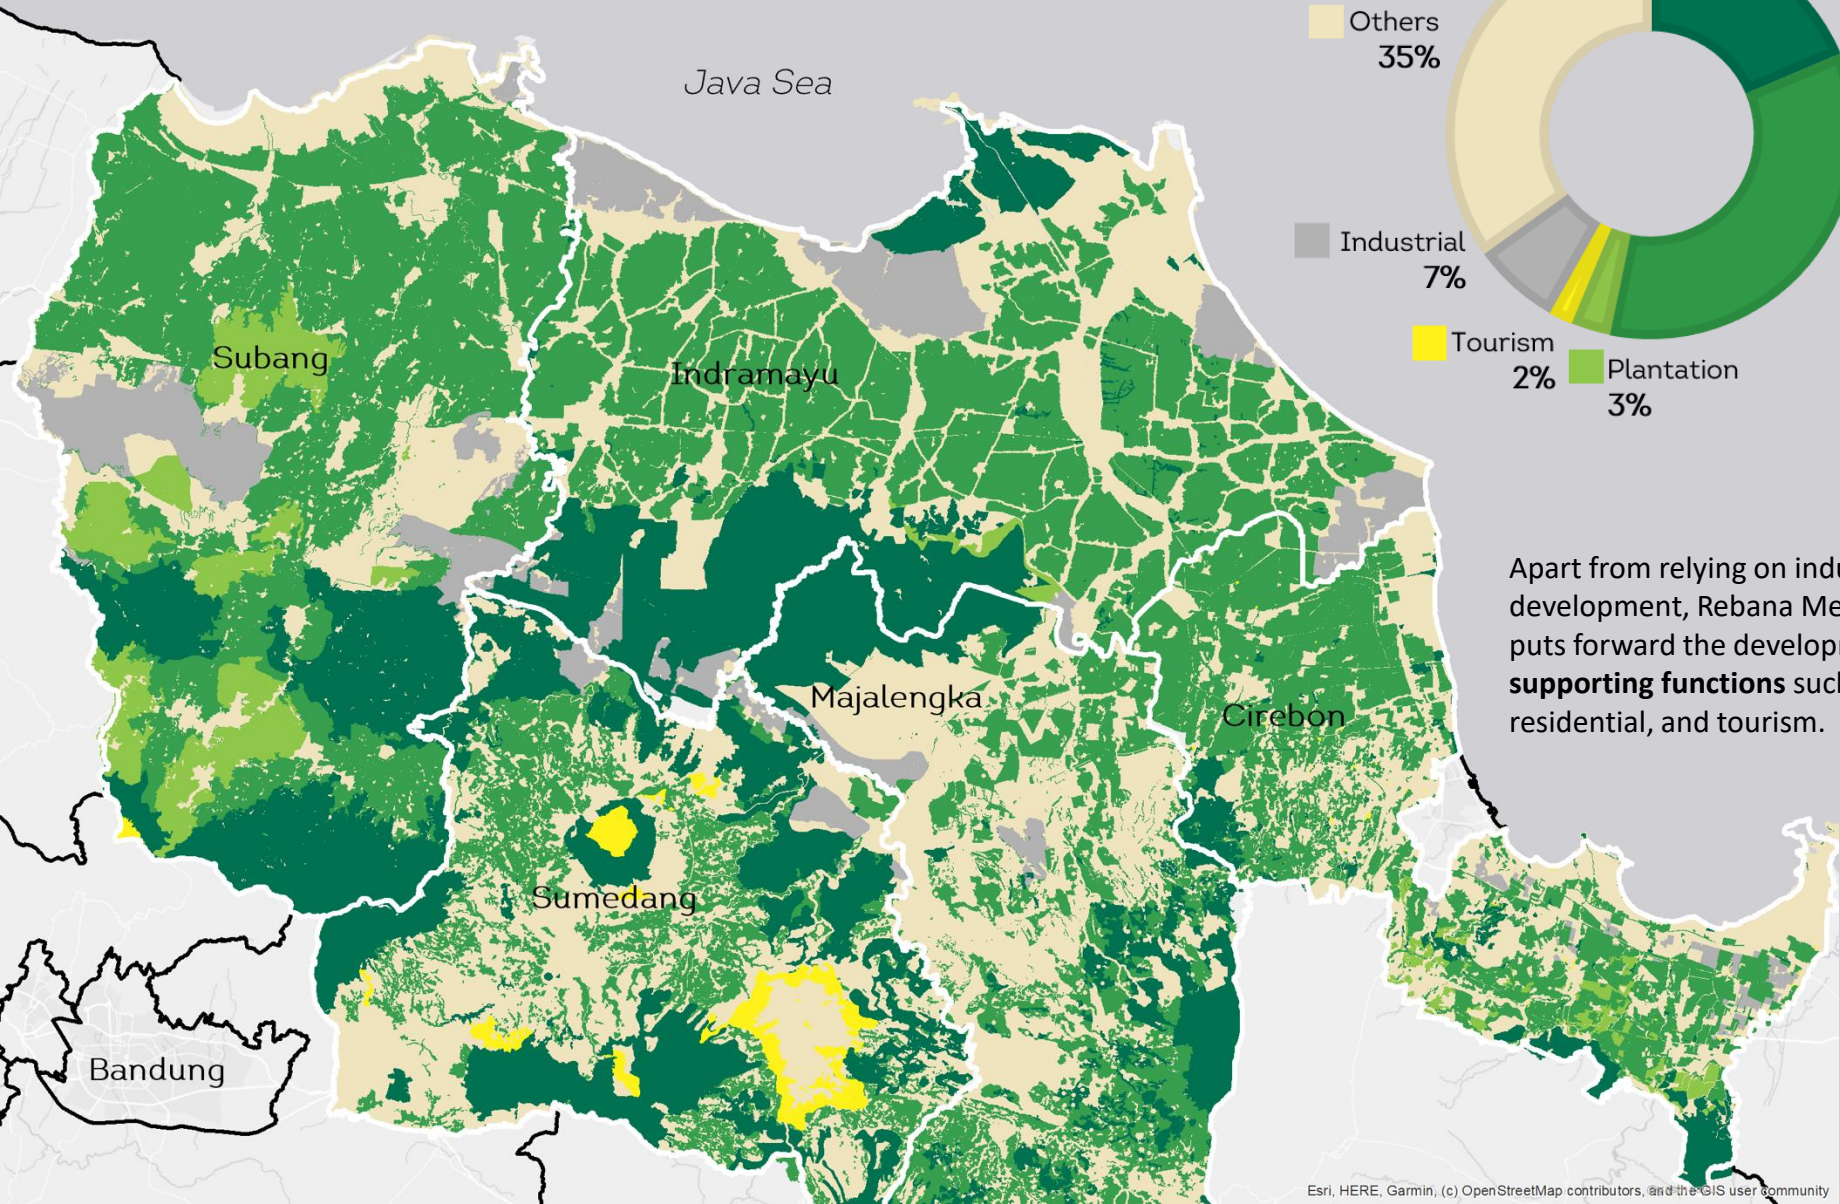 Others
35%
Java Sea
Industrial
7%
Tourism
2%
Plantation
3%
Subang
Indramayu
Apart from relying on indu
development, Rebana Me
puts forward the develop
supporting functions such
residential, and tourism.
Majalengka
Cirebon
Sumedang
Bandung
Esri, HERE, Garmin, (c) OpenStreetMap contributors, and the GIS user community